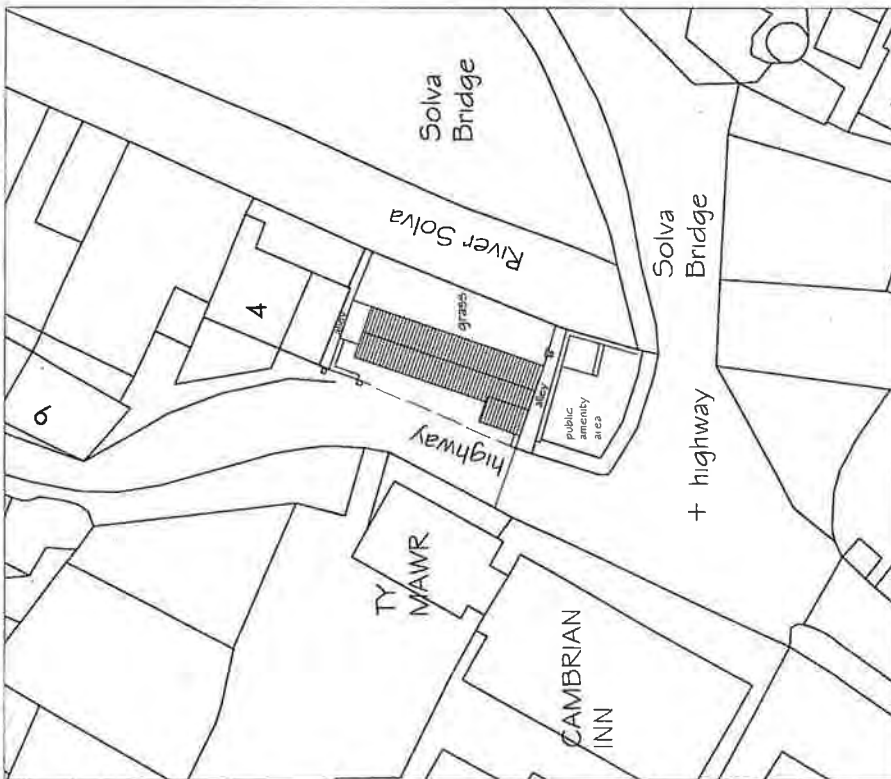 Solva
Bridge
River Solva
Solva
Bridge
+ highway
4
6
alley
grass
alley
public
amenity
area
highway
TY
MAWR
CAMBRIAN
INN